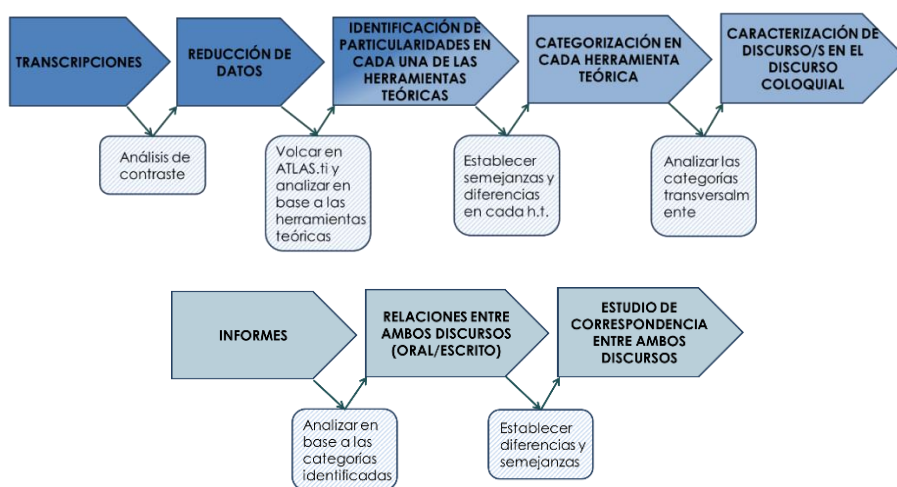 TRANSCRIPCIONES
REDUCCIÓN DE
DATOS
IDENTIFICACIÓN DE
PARTICULARIDADES EN
CADA UNA DE LAS
HERRAMIENTAS
TEÓRICAS
CATEGORIZACIÓN EN
CADA HERRAMIENTA
TEÓRICA
CARACTERIZACIÓN DE
DISCURSO/S EN EL
DISCURSO
COLOQUIAL
Análisis de
contraste
Volcar en
ATLAS.ti y
analizar en
base a las
herramientas
teóricas
Establecer
semejanzas y
diferencias
en cada h.t.
Analizar las
categorías
transversalm
ente
INFORMES
RELACIONES ENTRE
AMBOS DISCURSOS
(ORAL/ESCRITO)
ESTUDIO DE
CORRESPONDENCIA
ENTRE AMBOS
DISCURSOS
Analizar en
base a las
categorías
identificadas
Establecer
diferencias y
semejanzas